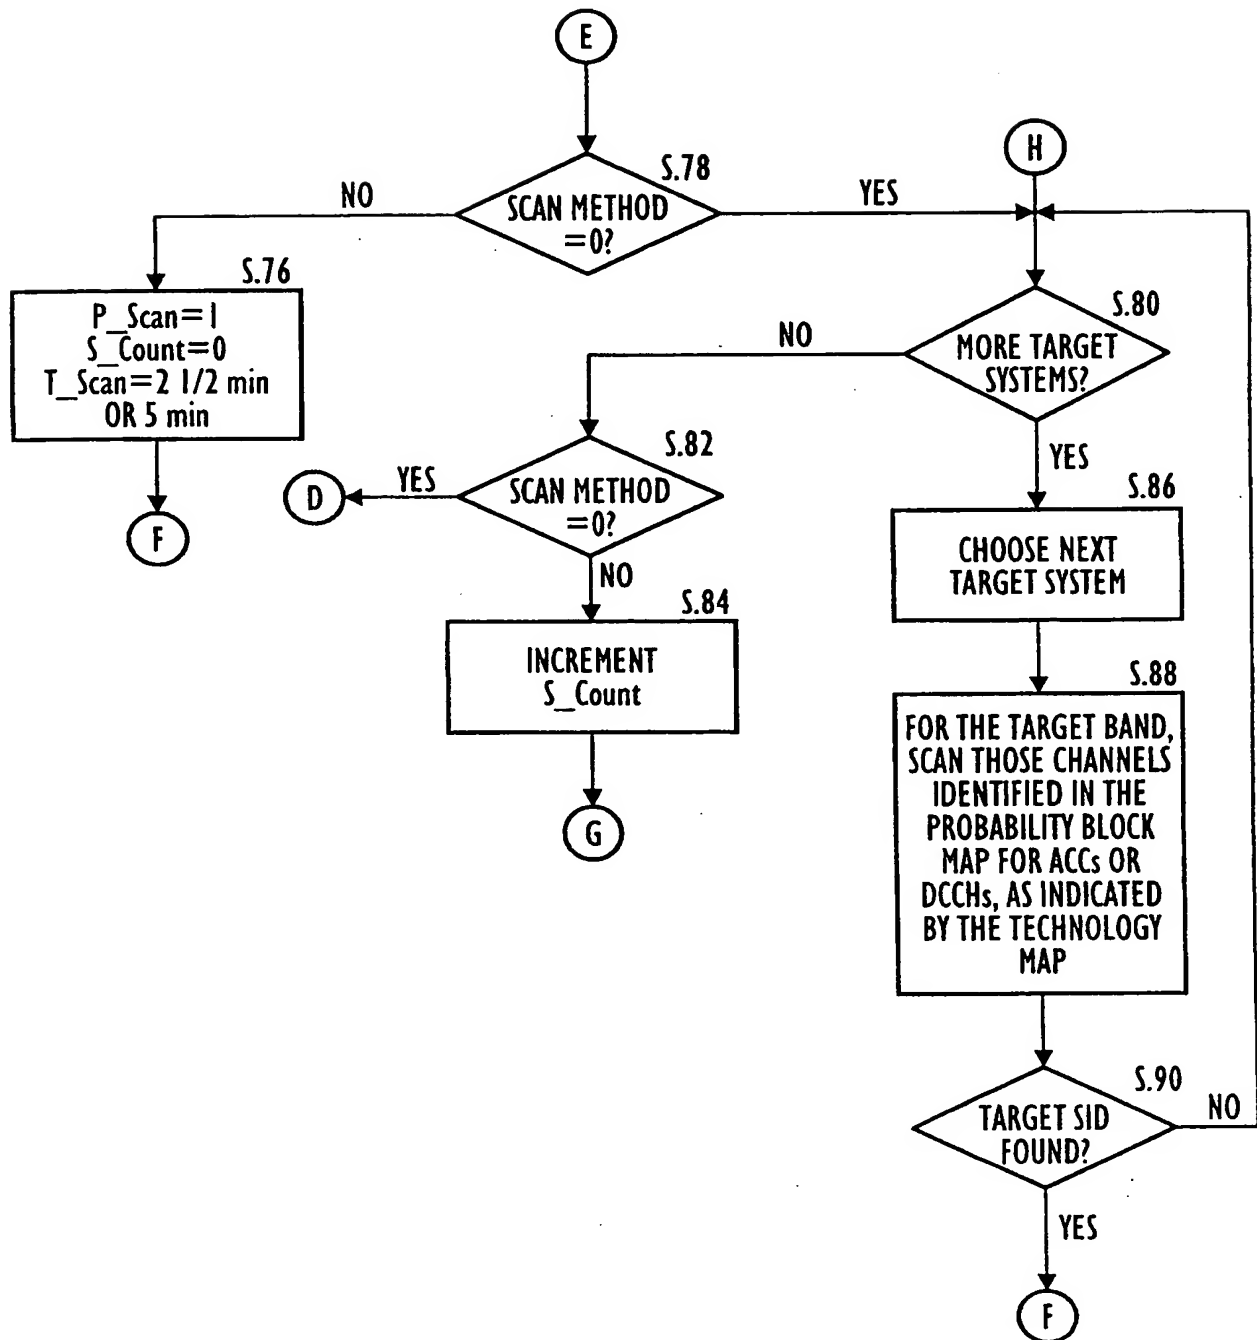 E
H
S.78
NO
SCAN METHOD
=0?
YES
S.76
P_Scan=1
S_Count=0
T_Scan=2 1/2 min
OR 5 min
S.80
NO
MORE TARGET
SYSTEMS?
YES
S.82
D
YES
SCAN METHOD
=0?
NO
F
S.86
CHOOSE NEXT
TARGET SYSTEM
S.84
INCREMENT
S_Count
G
S.88
FOR THE TARGET BAND,
SCAN THOSE CHANNELS
IDENTIFIED IN THE
PROBABILITY BLOCK
MAP FOR ACCs OR
DCCHs, AS INDICATED
BY THE TECHNOLOGY
MAP
S.90
TARGET SID
FOUND?
NO
YES
F